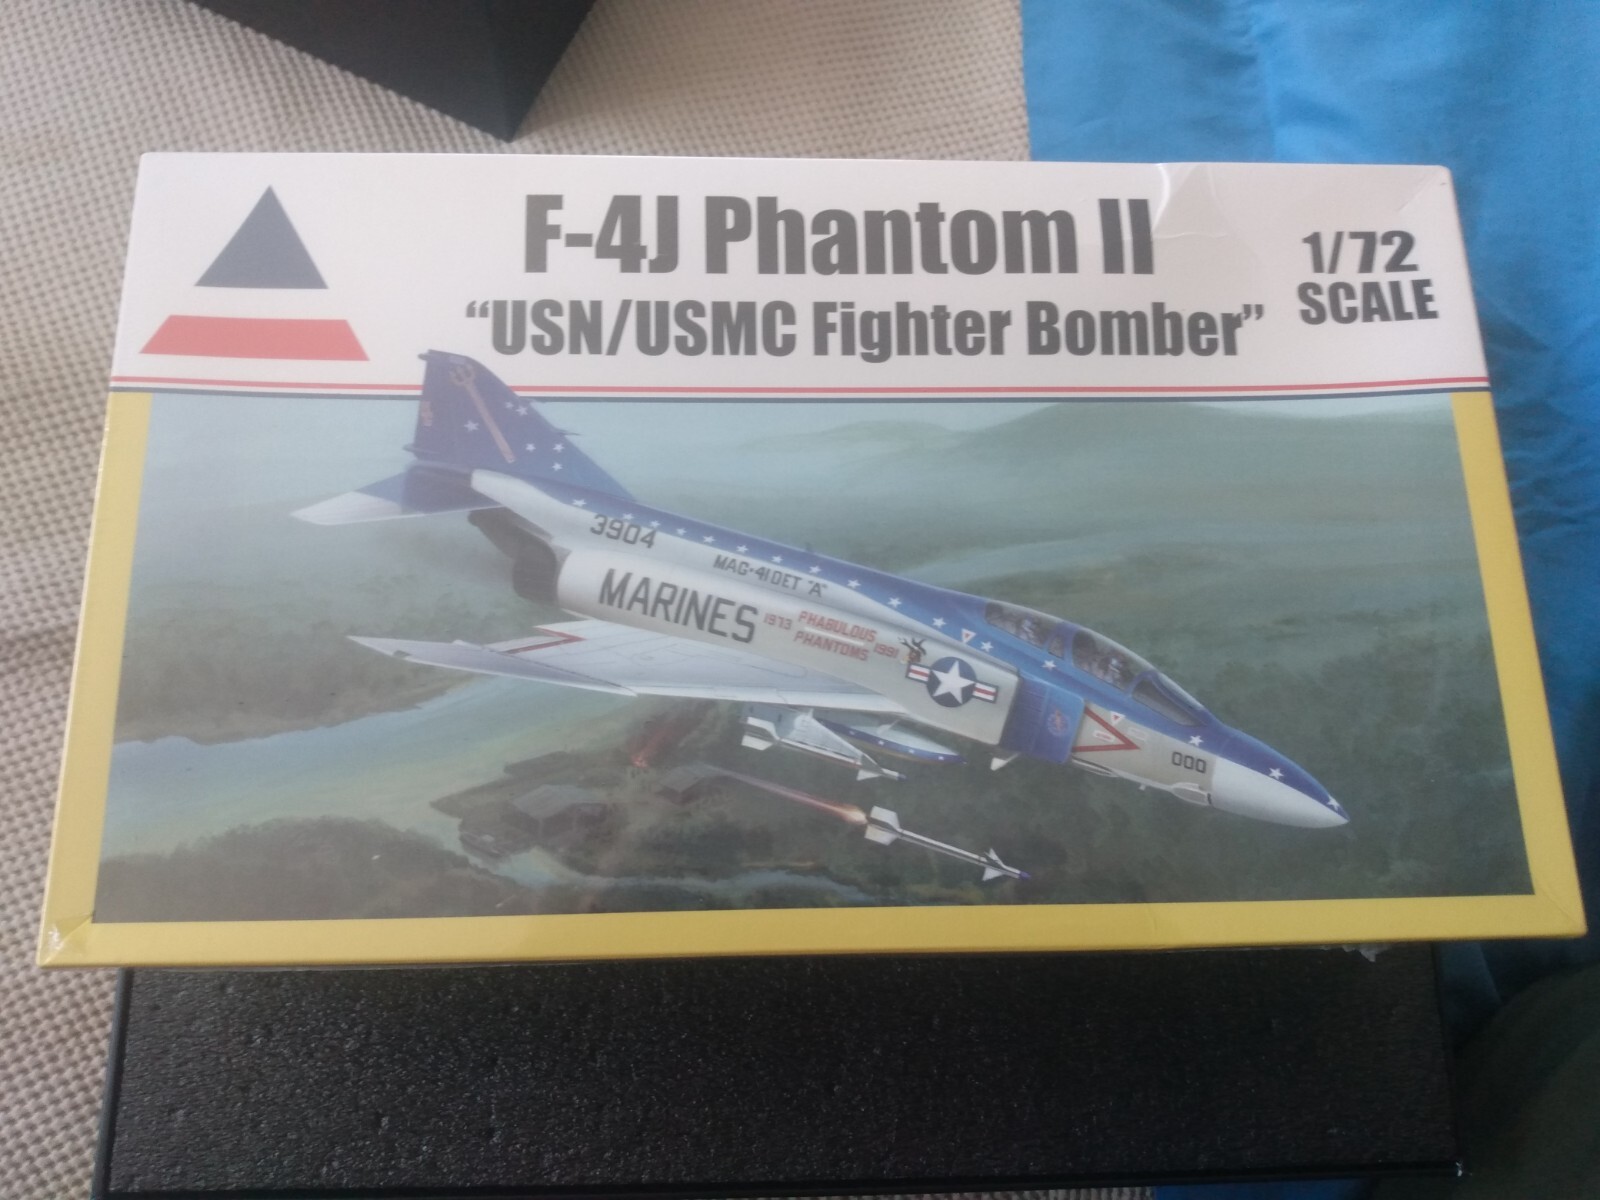 F-4J Phantom II
"USN/USMC Fighter Bomber"
1/72
SCALE
3904
MAG-41 DET "A"
MARINES
1973 PHABULOUS
PHANTOMS 1991
000